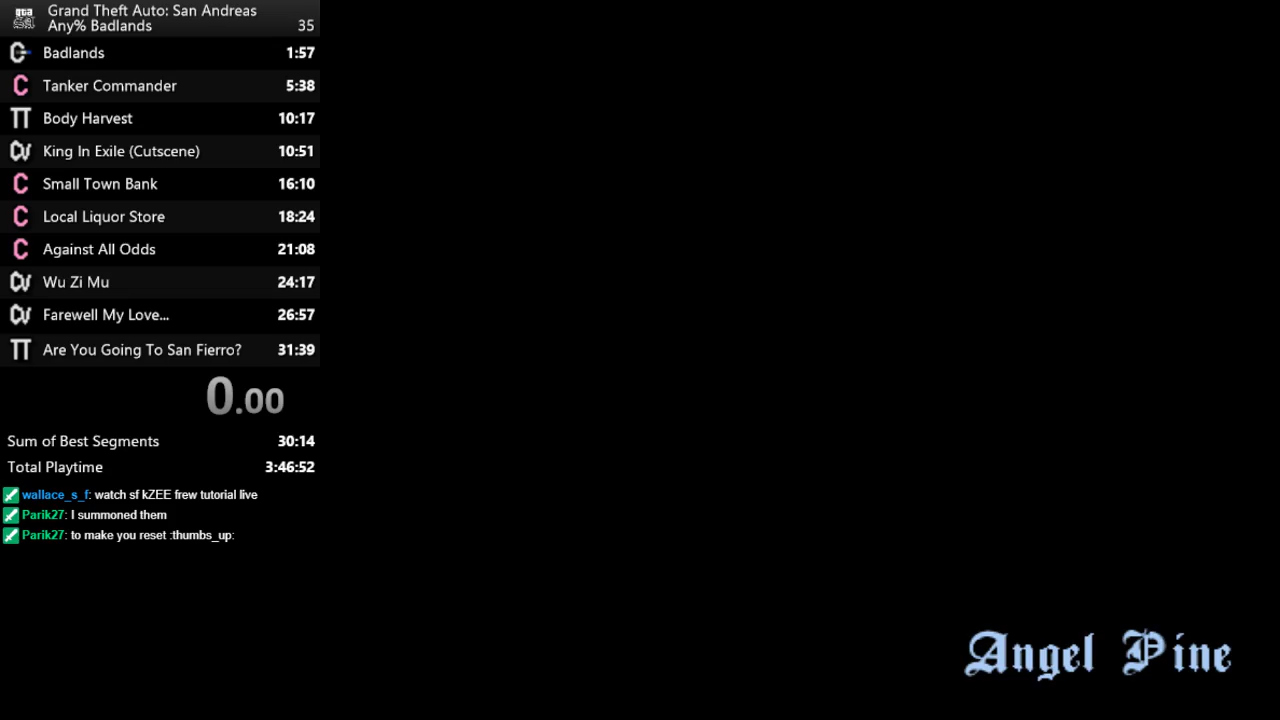 Grand Theft Auto: San Andreas
Any% Badlands 35
Badlands 1:57
Tanker Commander 5:38
Body Harvest 10:17
King In Exile (Cutscene) 10:51
Small Town Bank 16:10
Local Liquor Store 18:24
Against All Odds 21:08
Wu Zi Mu 24:17
Farewell My Love... 26:57
Are You Going To San Fierro? 31:39
0.00
Sum of Best Segments 30:14
Total Playtime 3:46:52
wallace_s_f: watch sf kZEE frew tutorial live
Parik27: I summoned them
Parik27: to make you reset :thumbs_up:
Angel Pine